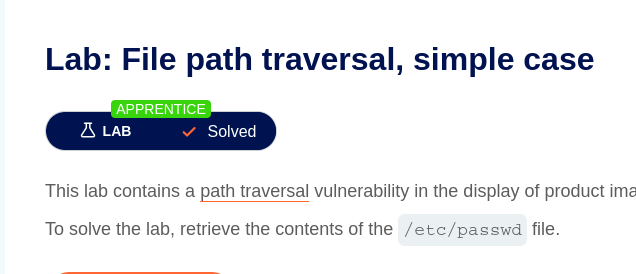 Lab: File path traversal, simple case
APPRENTICE
LAB Solved
This lab contains a path traversal vulnerability in the display of product
To solve the lab, retrieve the contents of the /etc/passwd file.